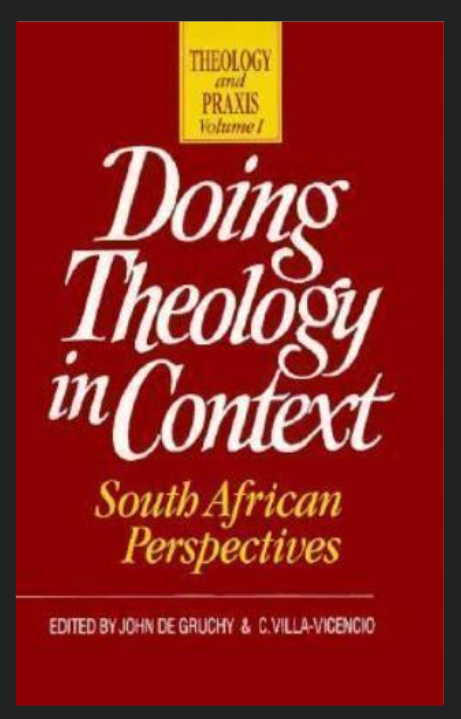 THEOLOGY
and
PRAXIS
Volume I
Doing
Theology
in Context
South African
Perspectives
EDITED BY JOHN DE GRUCHY & C. VILLA-VICENCIO